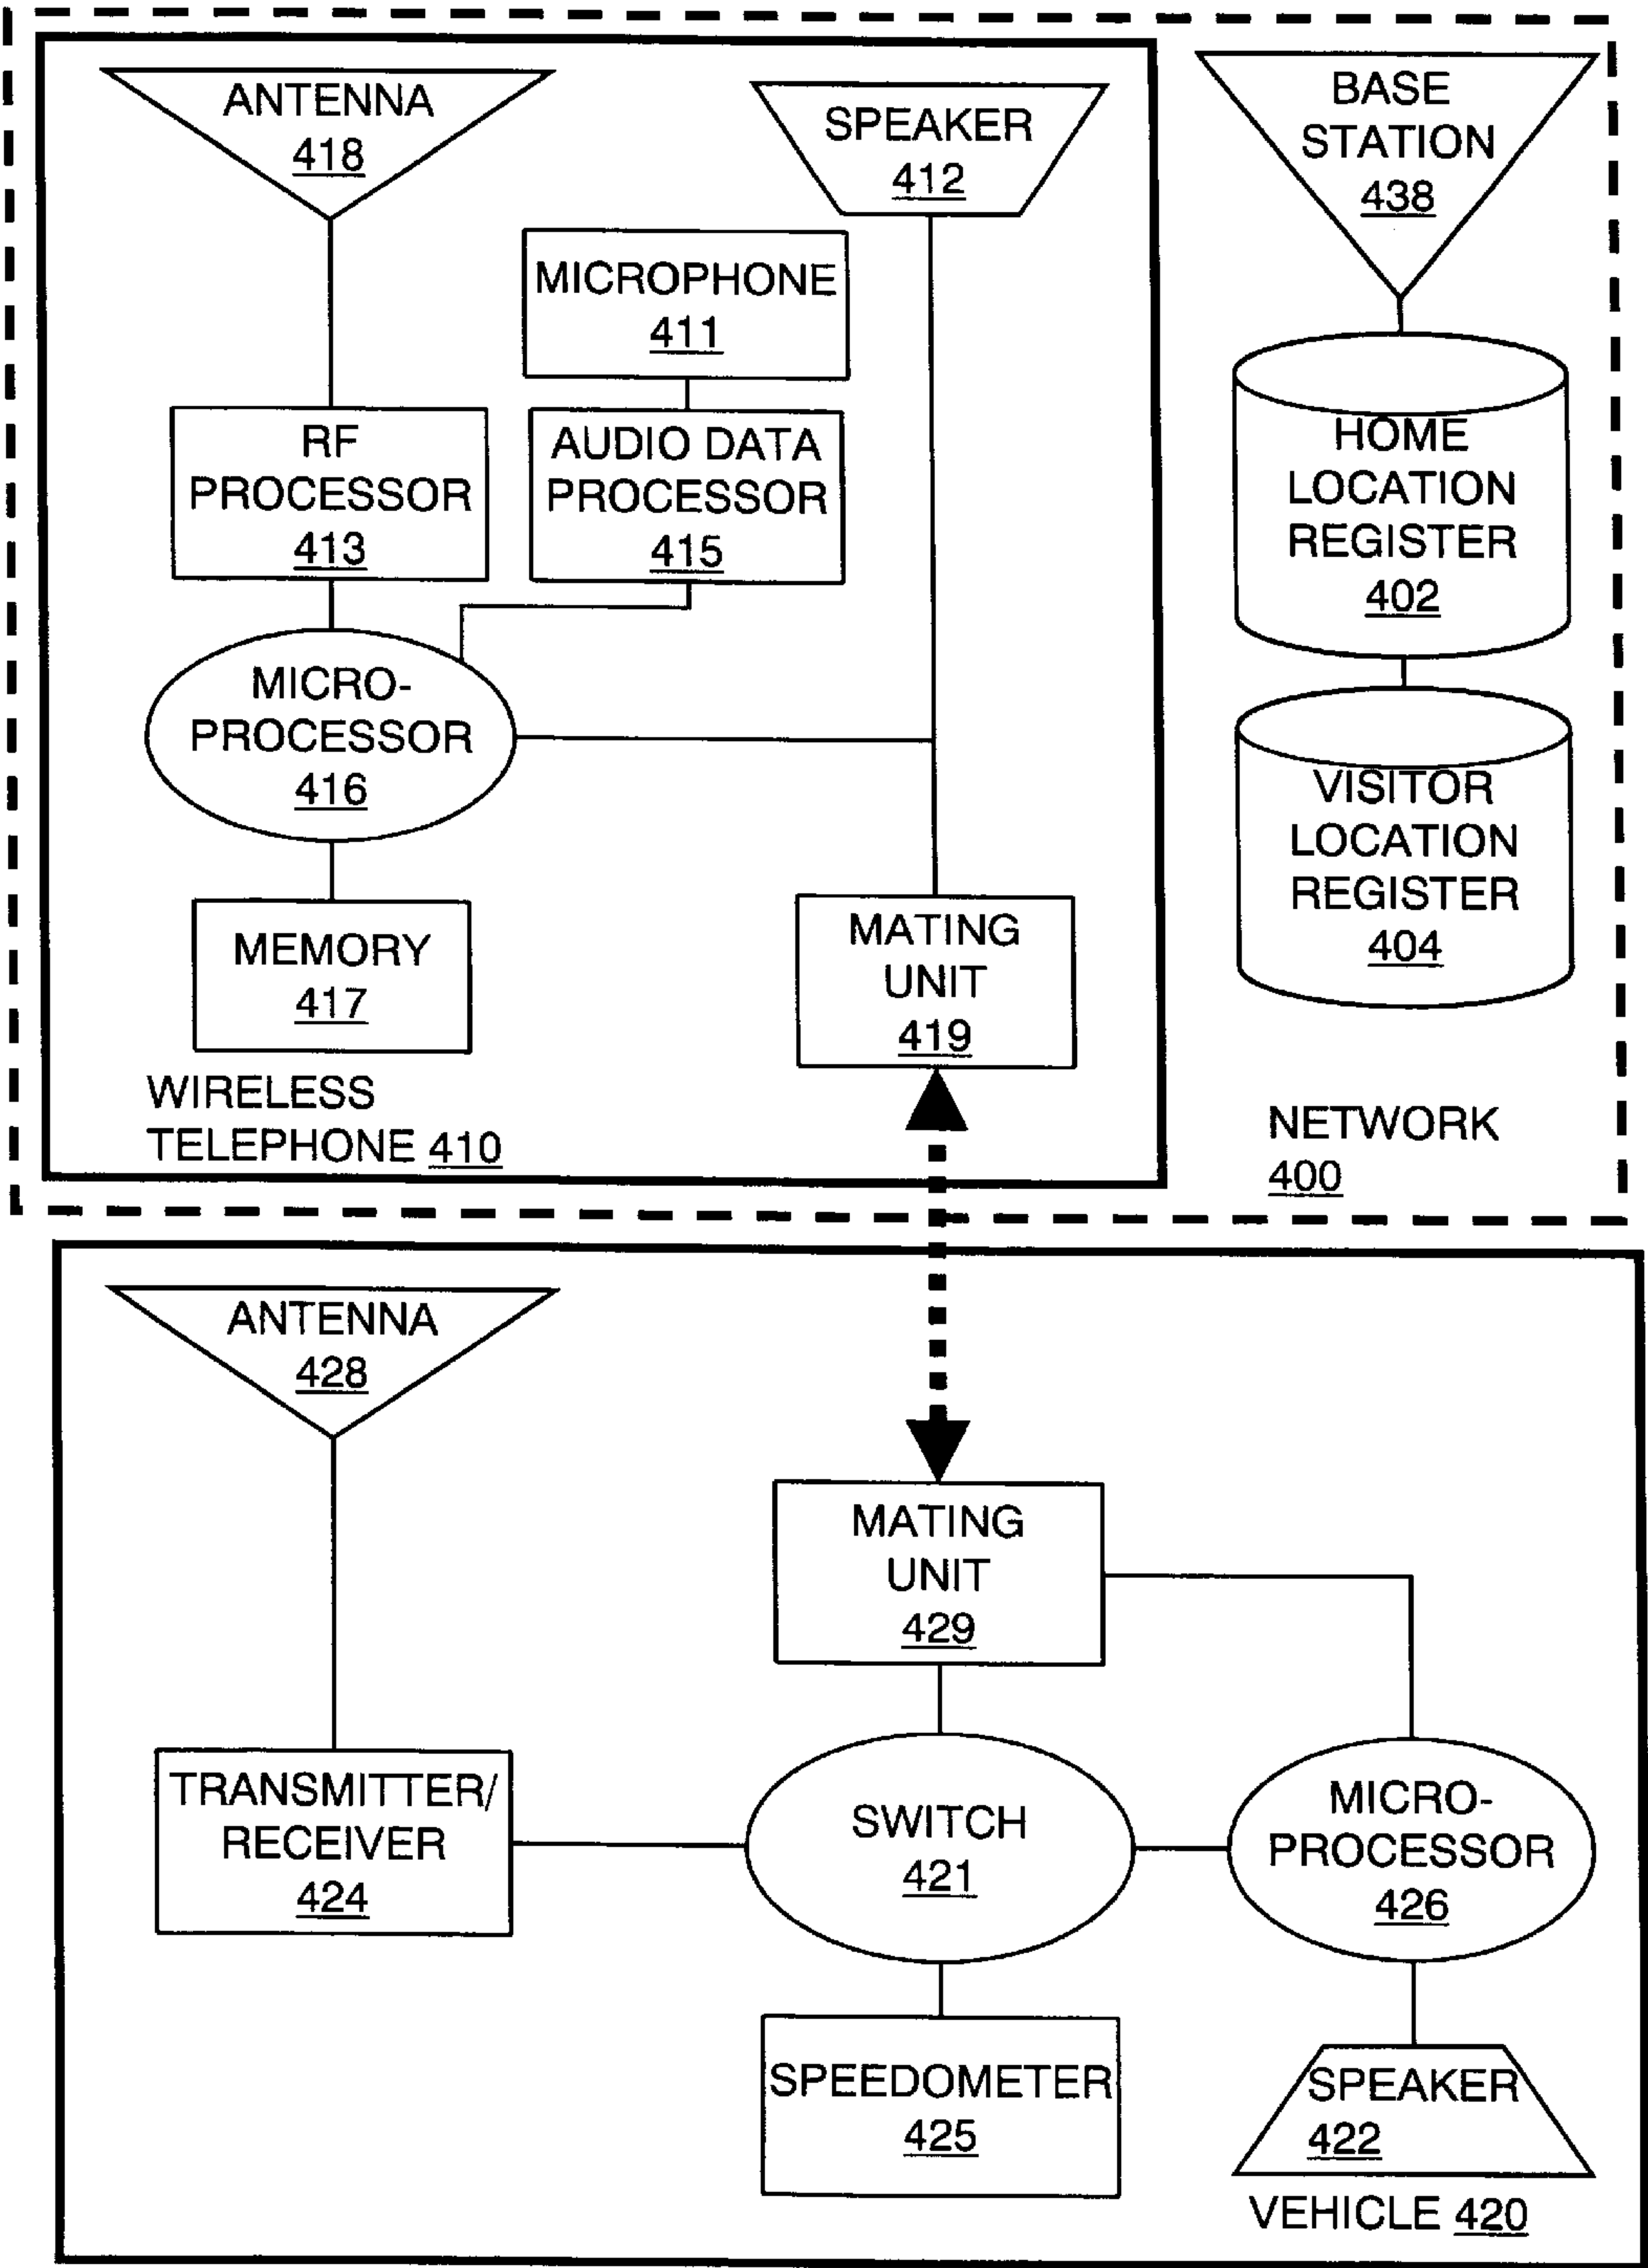 ANTENNA
418
SPEAKER
412
BASE
STATION
438
MICROPHONE
411
RF
PROCESSOR
413
AUDIO DATA
PROCESSOR
415
HOME
LOCATION
REGISTER
402
MICRO-
PROCESSOR
416
VISITOR
LOCATION
REGISTER
404
MEMORY
417
MATING
UNIT
419
WIRELESS
TELEPHONE 410
NETWORK
400
ANTENNA
428
MATING
UNIT
429
TRANSMITTER/
RECEIVER
424
SWITCH
421
MICRO-
PROCESSOR
426
SPEEDOMETER
425
SPEAKER
422
VEHICLE 420